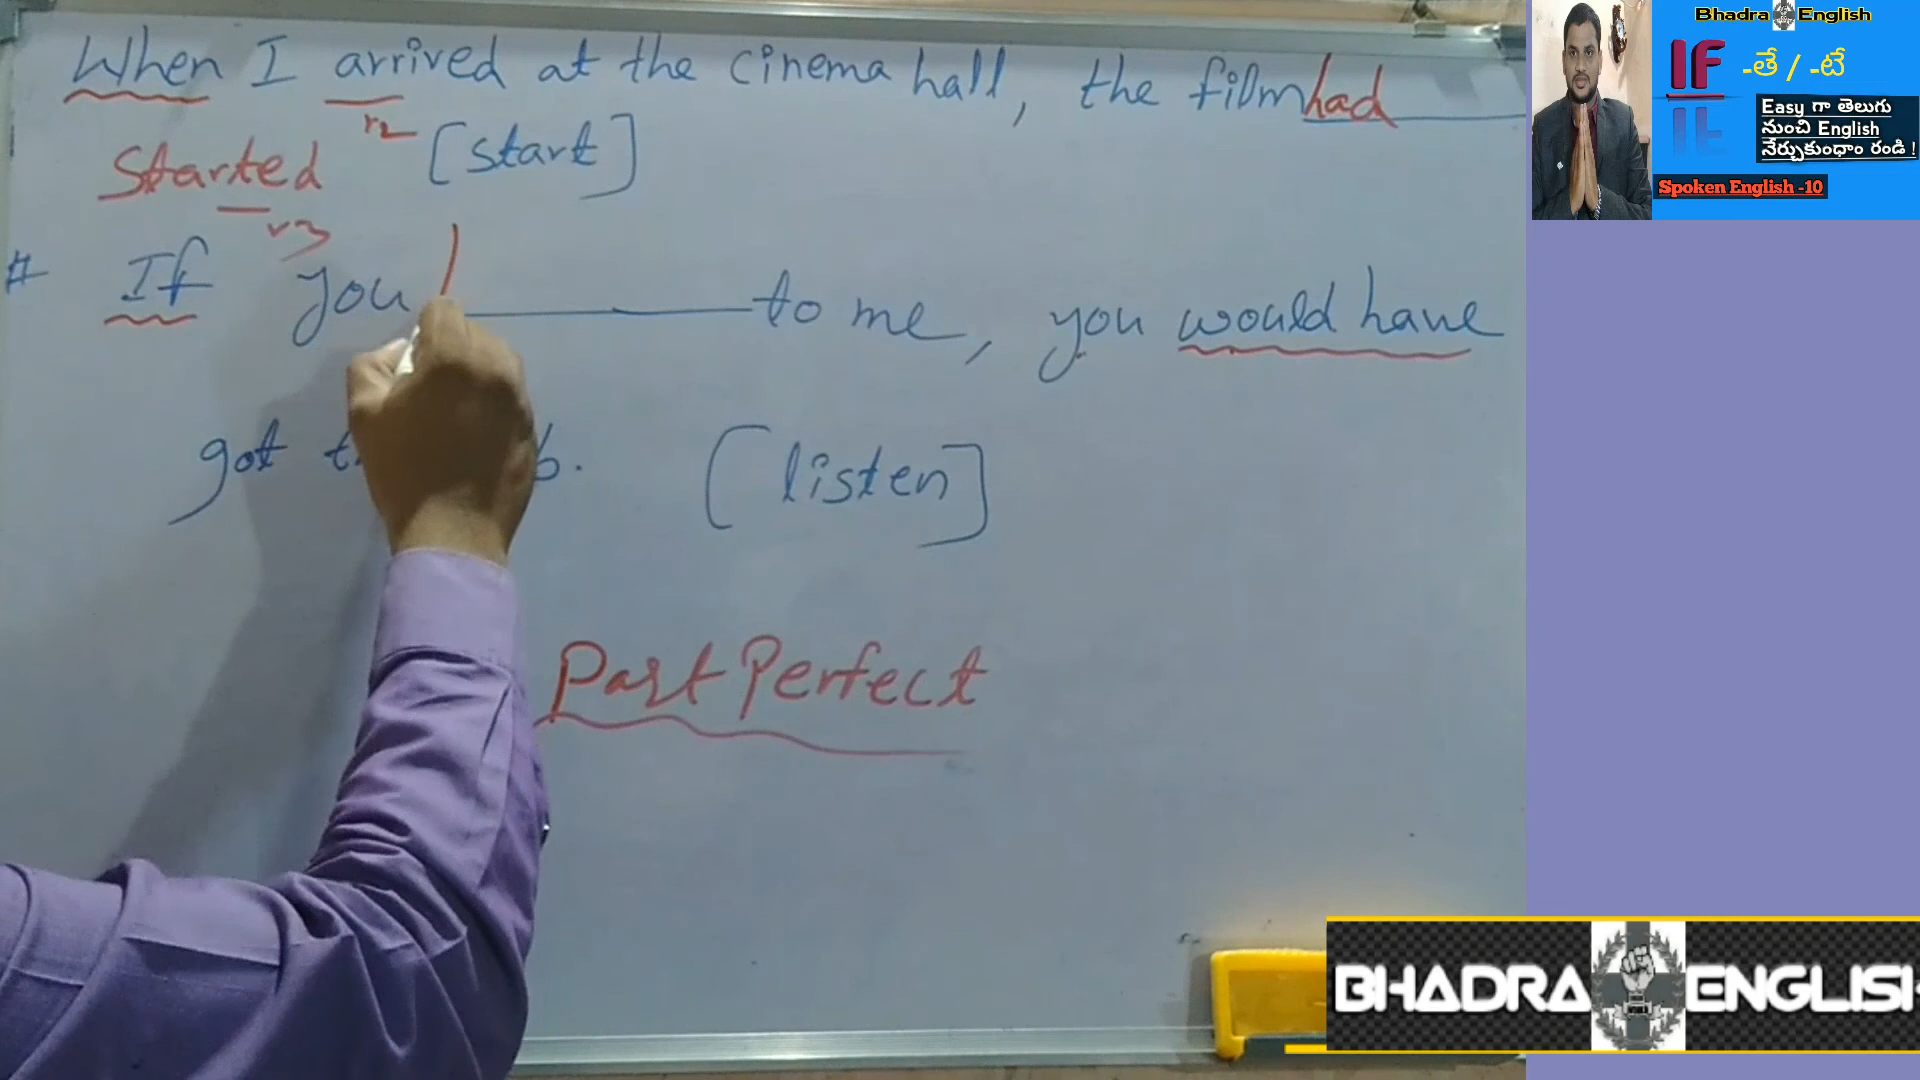 When I arrived at the cinema hall, the film had
v2
Started [start]
v3
# If you ________ to me, you would have
got t b. [listen]
Past Perfect
Bhadra English
IF -తే / -టే
Easy గా తెలుగు
నుంచి English
నేర్చుకుంధాం రండి !
Spoken English -10
BHADRA ENGLISH